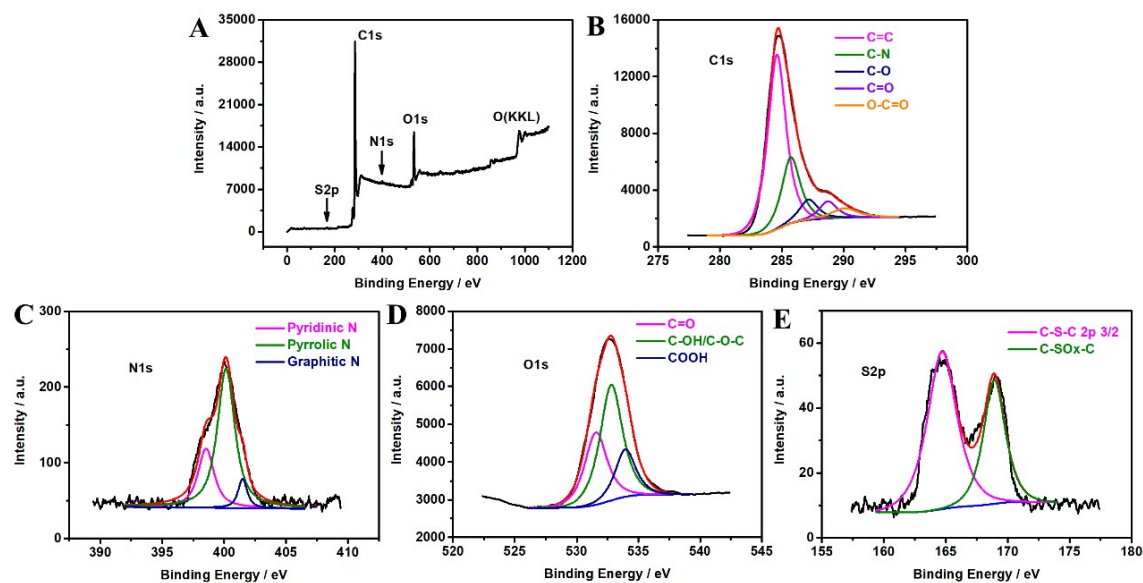 A
35000
28000
21000
14000
7000
0
Intensity / a.u.
C1s
O1s
O(KKL)
N1s
S2p
0 200 400 600 800 1000 1200
Binding Energy / eV
B
16000
12000
8000
4000
0
Intensity / a.u.
C1s
C=C
C-N
C-O
C=O
O-C=O
275 280 285 290 295 300
Binding Energy / eV
C
300
200
100
0
Intensity / a.u.
N1s
Pyridinic N
Pyrrolic N
Graphitic N
390 395 400 405 410
Binding Energy / eV
D
8000
7000
6000
5000
4000
3000
2000
Intensity / a.u.
O1s
C=O
C-OH/C-O-C
COOH
520 525 530 535 540 545
Binding Energy / eV
E
60
40
20
0
Intensity / a.u.
S2p
C-S-C 2p 3/2
C-SOx-C
155 160 165 170 175 180
Binding Energy / eV